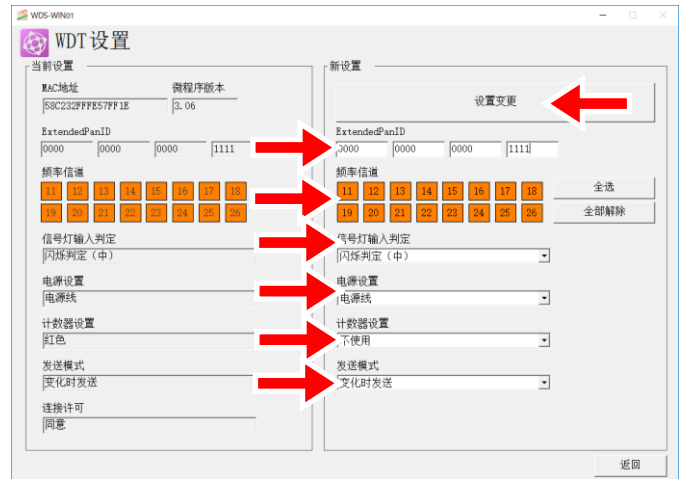 WDS-WIN01
WDT 设置
当前设置
MAC地址 微程序版本
58C232FFFE57FF1E 3.06
ExtendedPanID
0000 0000 0000 1111
频率信道
11 12 13 14 15 16 17 18
19 20 21 22 23 24 25 26
信号灯输入判定
闪烁判定（中）
电源设置
电源线
计数器设置
红色
发送模式
变化时发送
连接许可
同意
新设置
设置变更
ExtendedPanID
0000 0000 0000 1111
频率信道
11 12 13 14 15 16 17 18 全选
19 20 21 22 23 24 25 26 全部解除
信号灯输入判定
闪烁判定（中）
电源设置
电源线
计数器设置
不使用
发送模式
变化时发送
返回